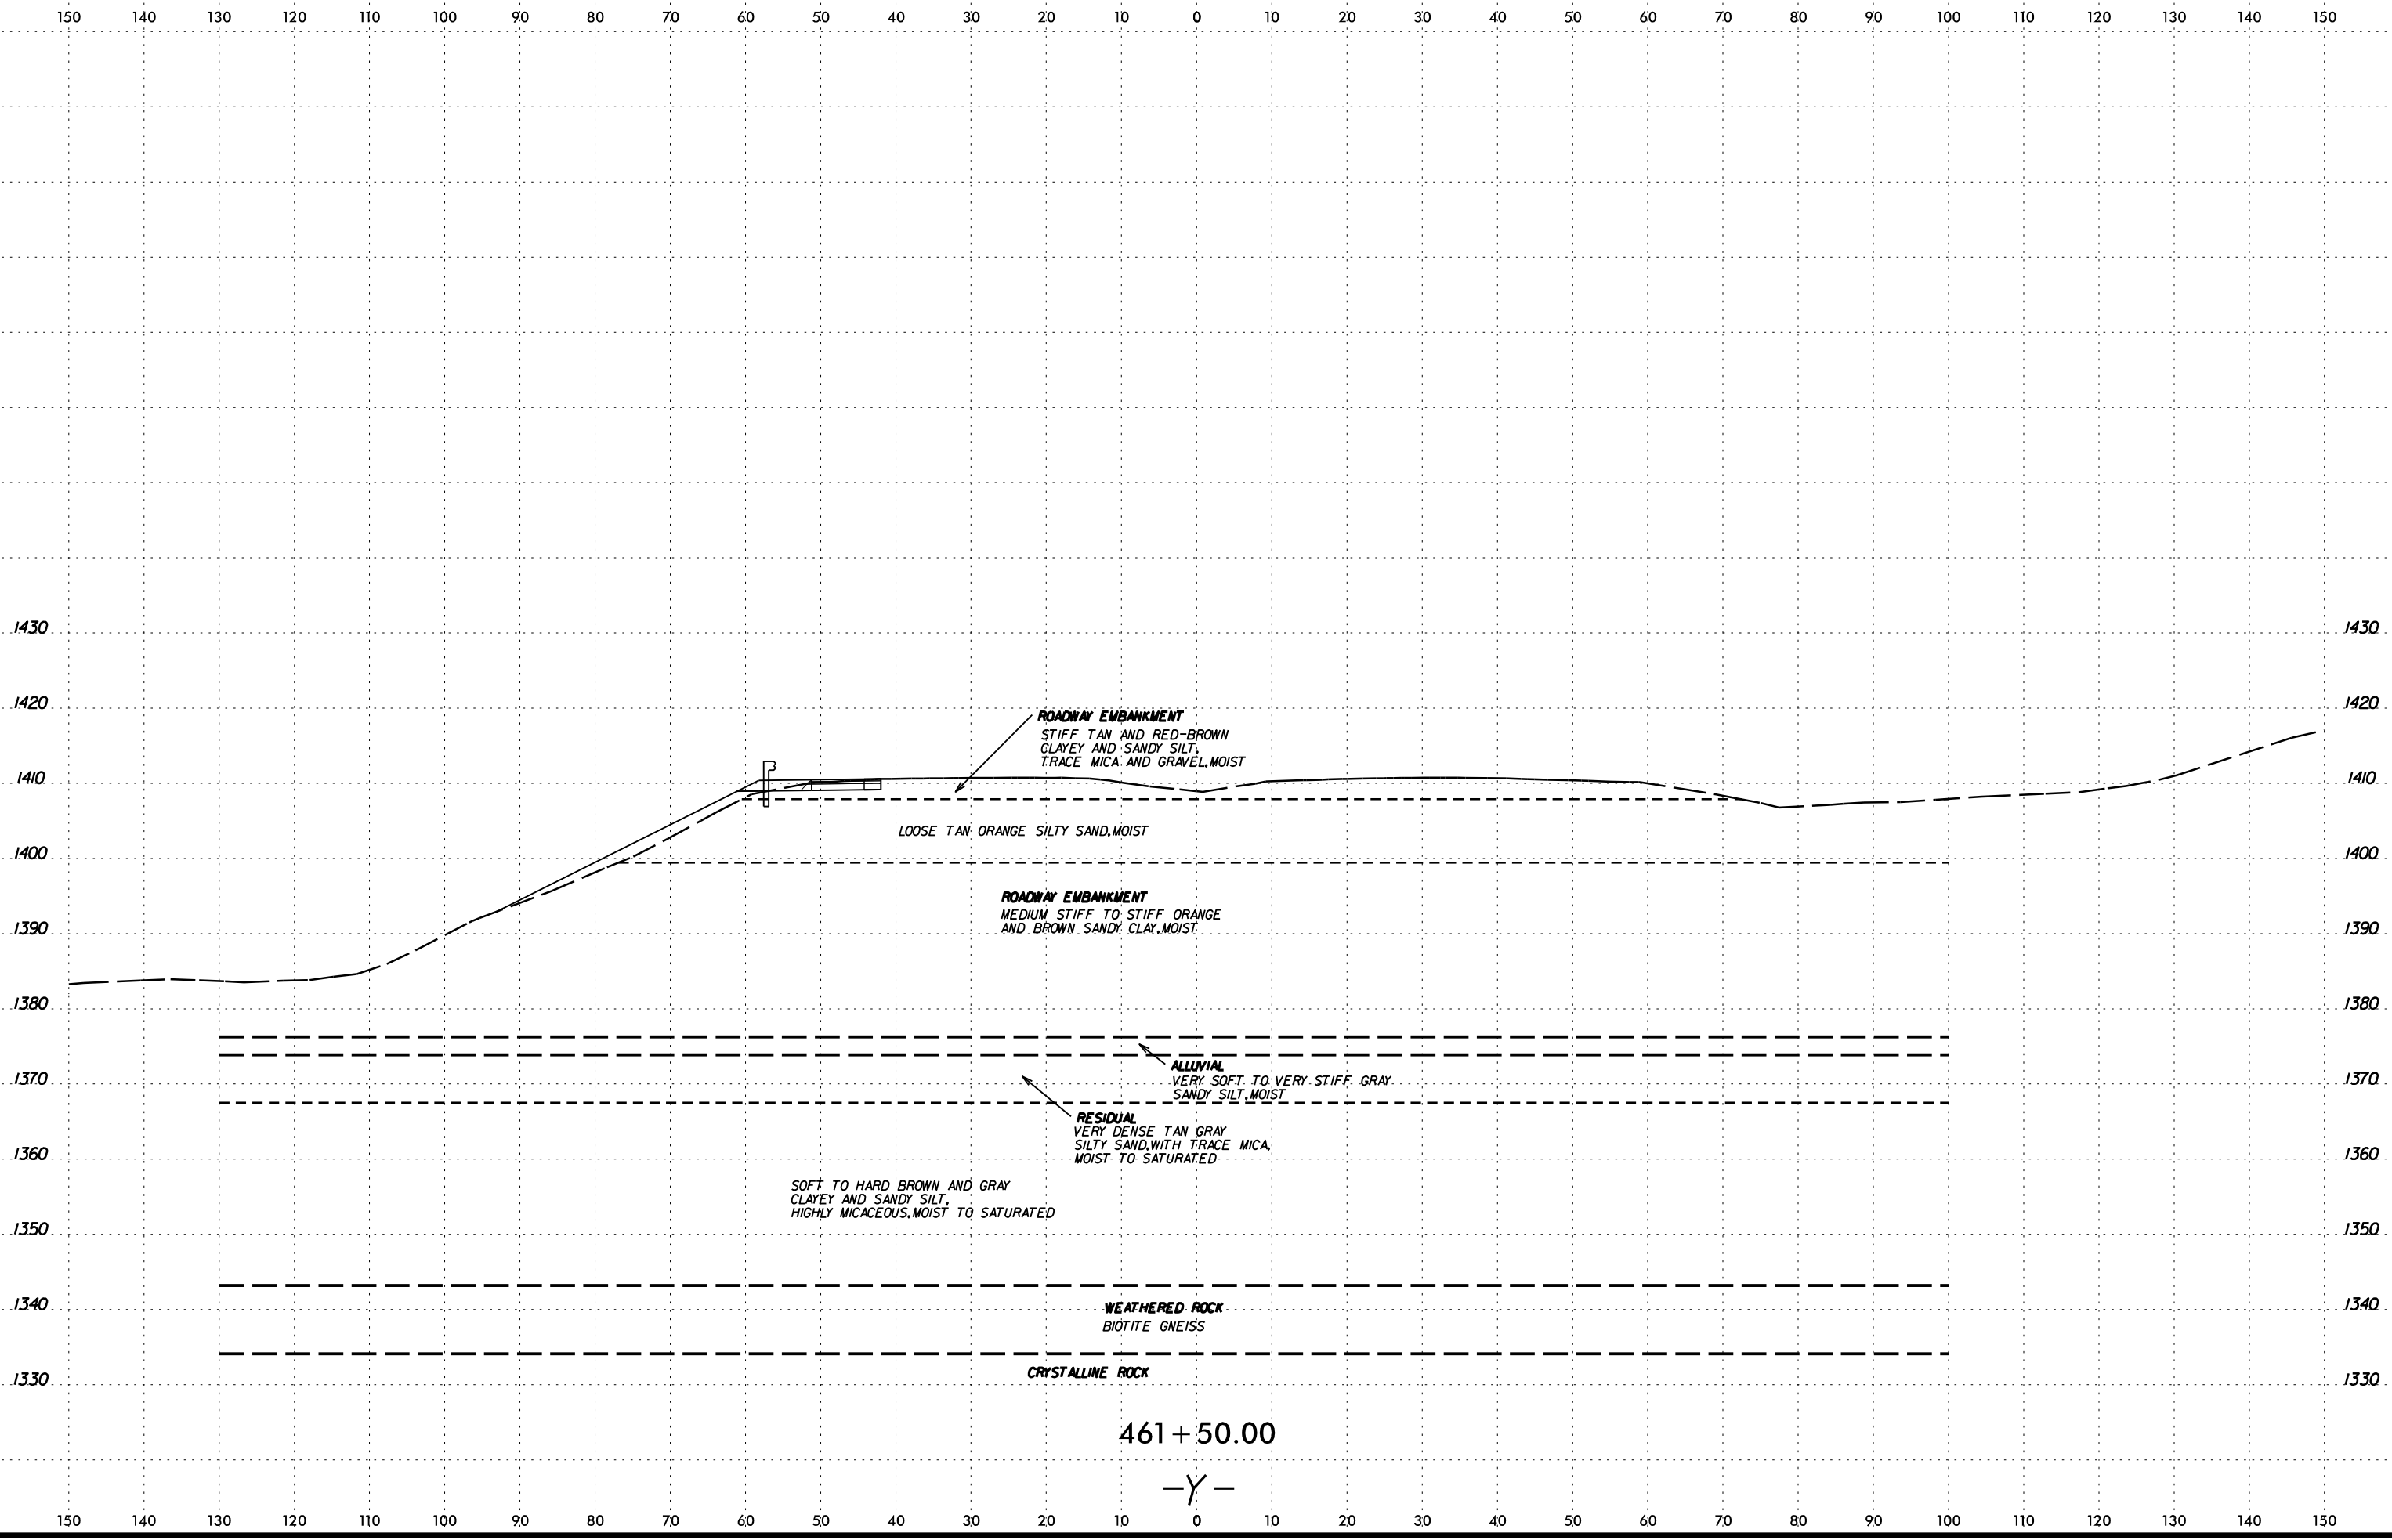 150 140 130 120 110 100 90 80 70 60 50 40 30 20 10 0 10 20 30 40 50 60 70 80 90 100 110 120 130 140 150
1430 1430
1420 1420
ROADWAY EMBANKMENT
STIFF TAN AND RED-BROWN
CLAYEY AND SANDY SILT,
TRACE MICA AND GRAVEL,MOIST
1410 1410
LOOSE TAN ORANGE SILTY SAND,MOIST
1400 1400
ROADWAY EMBANKMENT
MEDIUM STIFF TO STIFF ORANGE
AND BROWN SANDY CLAY,MOIST
1390 1390
1380 1380
ALLUVIAL
VERY SOFT TO VERY STIFF GRAY
SANDY SILT,MOIST
1370 1370
RESIDUAL
VERY DENSE TAN GRAY
SILTY SAND,WITH TRACE MICA,
MOIST TO SATURATED
1360 1360
SOFT TO HARD BROWN AND GRAY
CLAYEY AND SANDY SILT,
HIGHLY MICACEOUS,MOIST TO SATURATED
1350 1350
1340 1340
WEATHERED ROCK
BIOTITE GNEISS
CRYSTALLINE ROCK
1330 1330
461+50.00
-Y-
150 140 130 120 110 100 90 80 70 60 50 40 30 20 10 0 10 20 30 40 50 60 70 80 90 100 110 120 130 140 150